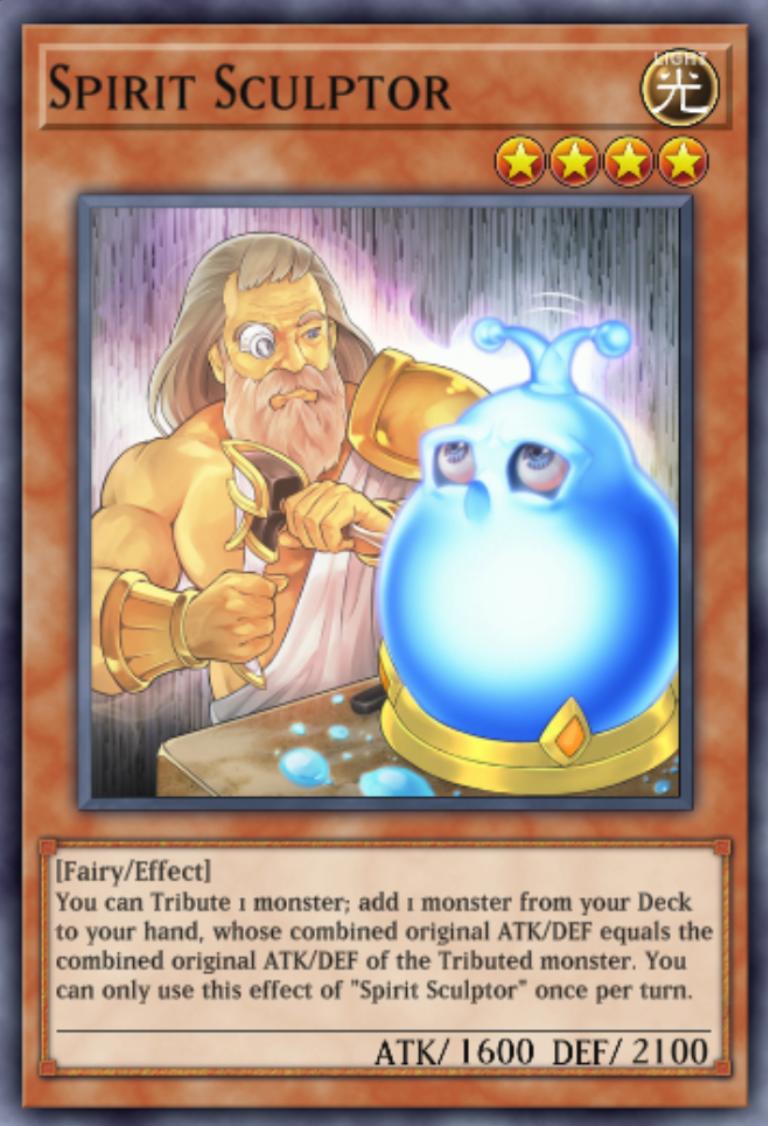 SPIRIT SCULPTOR
LIGHT
光
[Fairy/Effect]
You can Tribute 1 monster; add 1 monster from your Deck
to your hand, whose combined original ATK/DEF equals the
combined original ATK/DEF of the Tributed monster. You
can only use this effect of "Spirit Sculptor" once per turn.
ATK/ 1600 DEF/ 2100